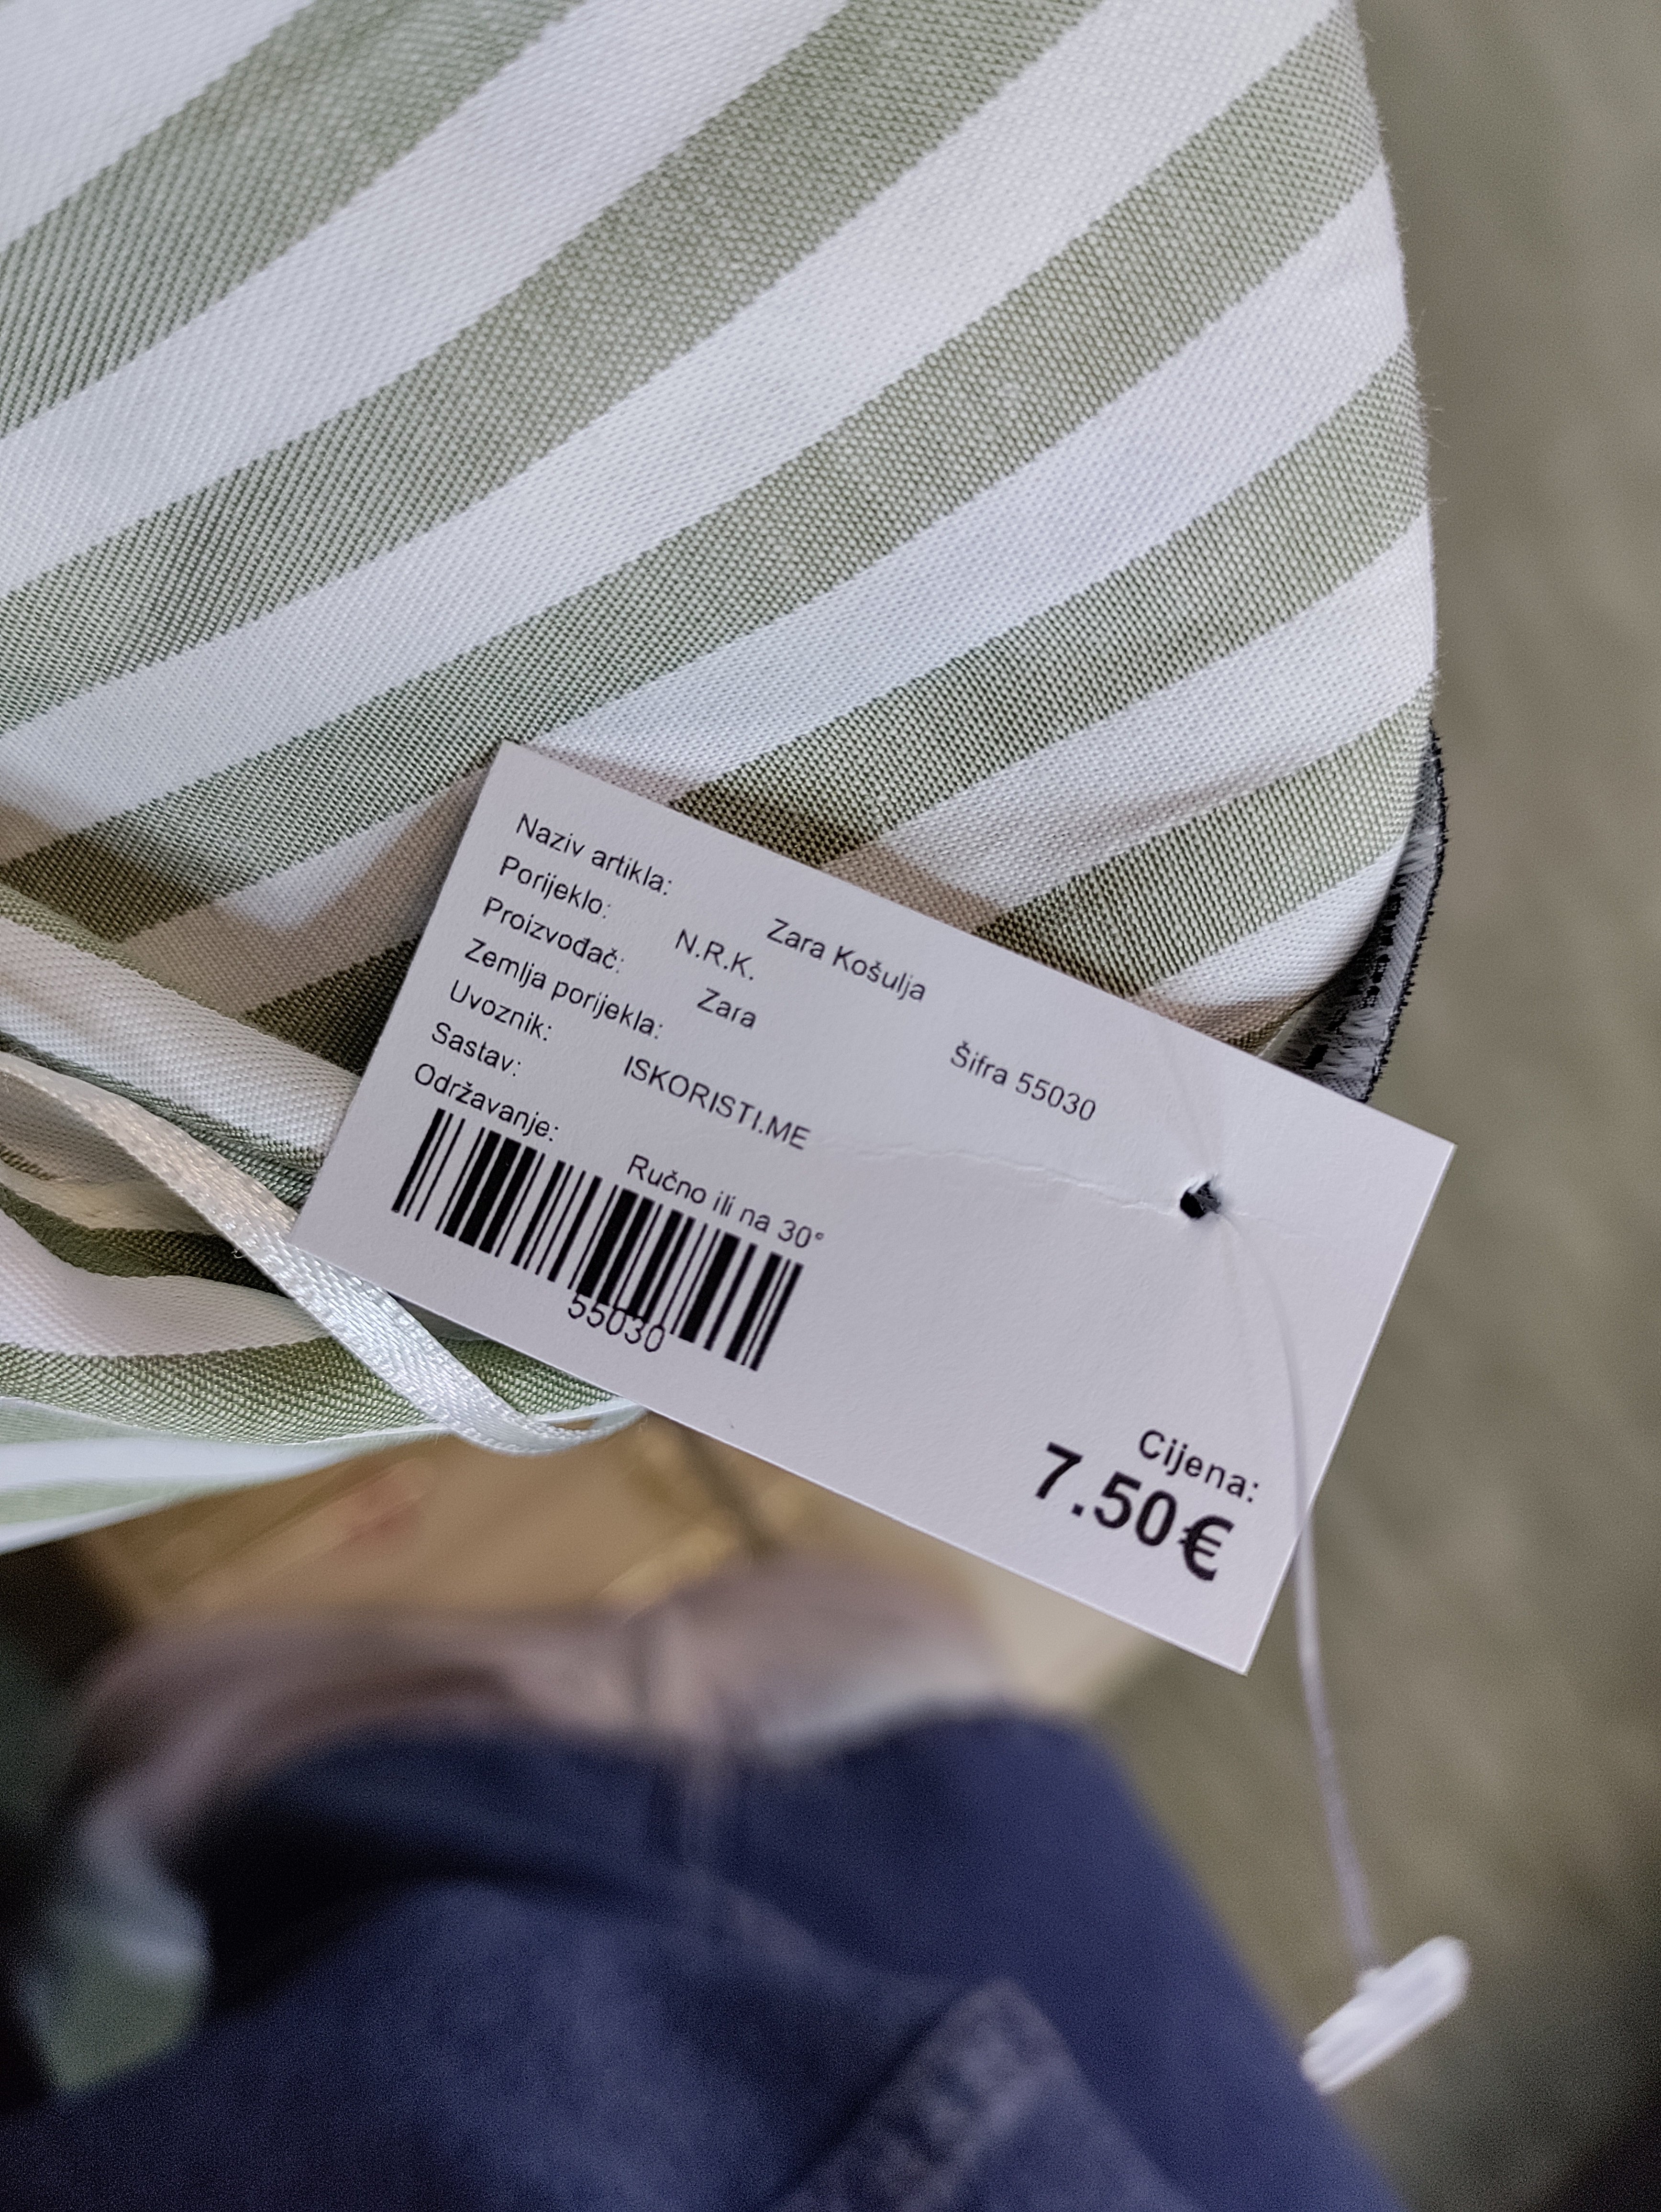 Naziv artikla: Zara Košulja
Porijeklo: N.R.K. Šifra 55030
Proizvođač: Zara
Zemlja porijekla:
Uvoznik: ISKORISTI.ME
Sastav:
Održavanje: Ručno ili na 30°
55030
Cijena:
7.50€